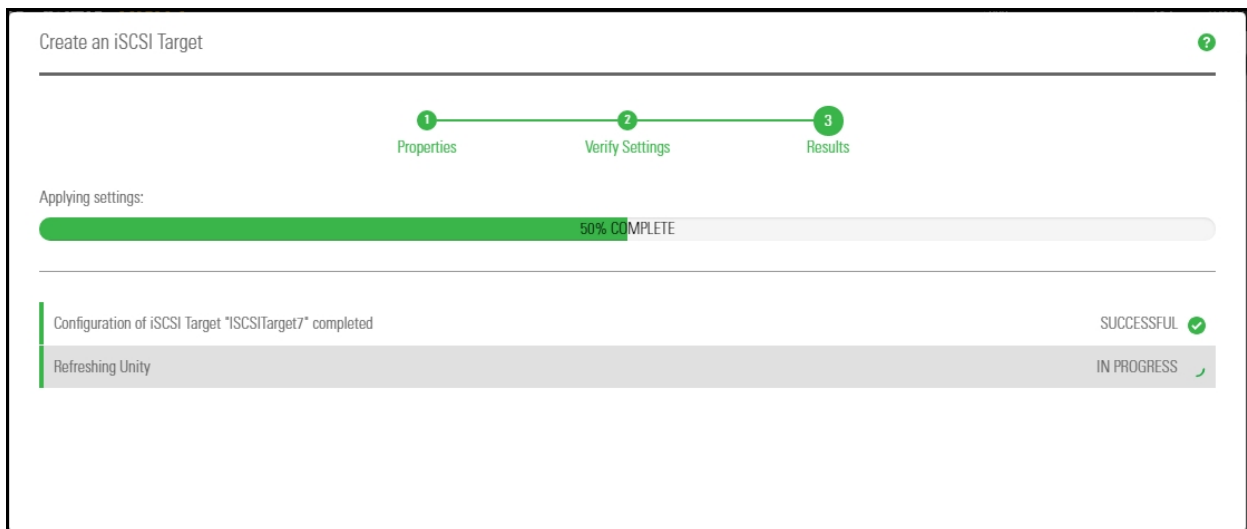 Create an iSCSI Target
?
1
2
3
Properties
Verify Settings
Results
Applying settings:
50% COMPLETE
Configuration of iSCSI Target "ISCSITarget7" completed SUCCESSFUL
Refreshing Unity IN PROGRESS